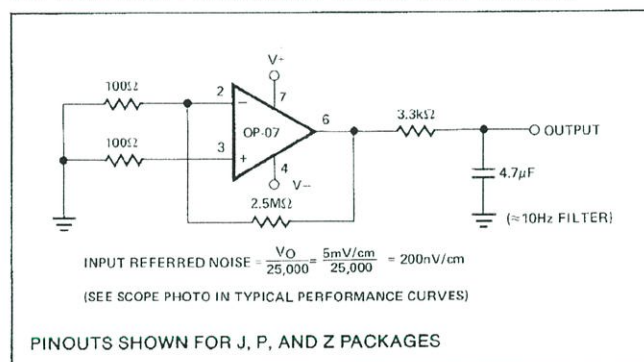 V+
100Ω
2
7
6
3.3kΩ
OUTPUT
OP-07
100Ω
3
+
4
4.7μF
V−
2.5MΩ
(≈10Hz FILTER)
INPUT REFERRED NOISE = VO/25,000 = 5mV/cm/25,000 = 200nV/cm
(SEE SCOPE PHOTO IN TYPICAL PERFORMANCE CURVES)
PINOUTS SHOWN FOR J, P, AND Z PACKAGES